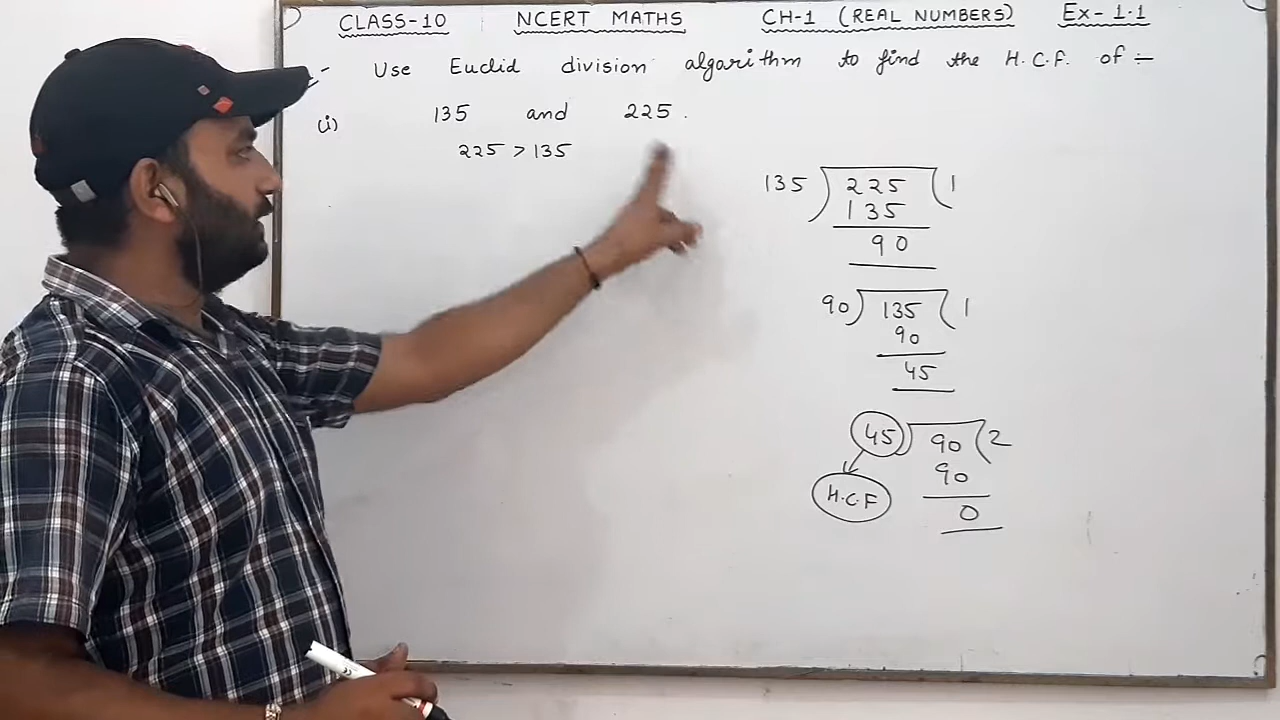 CLASS-10 NCERT MATHS CH-1 (REAL NUMBERS) Ex-1.1
Use Euclid division algarithm to find the H.C.F. of :-
(i) 135 and 225.
225 > 135
135 ) 225 ( 1
135
90
90 ) 135 ( 1
90
45
45 ) 90 ( 2
90
H.C.F
0